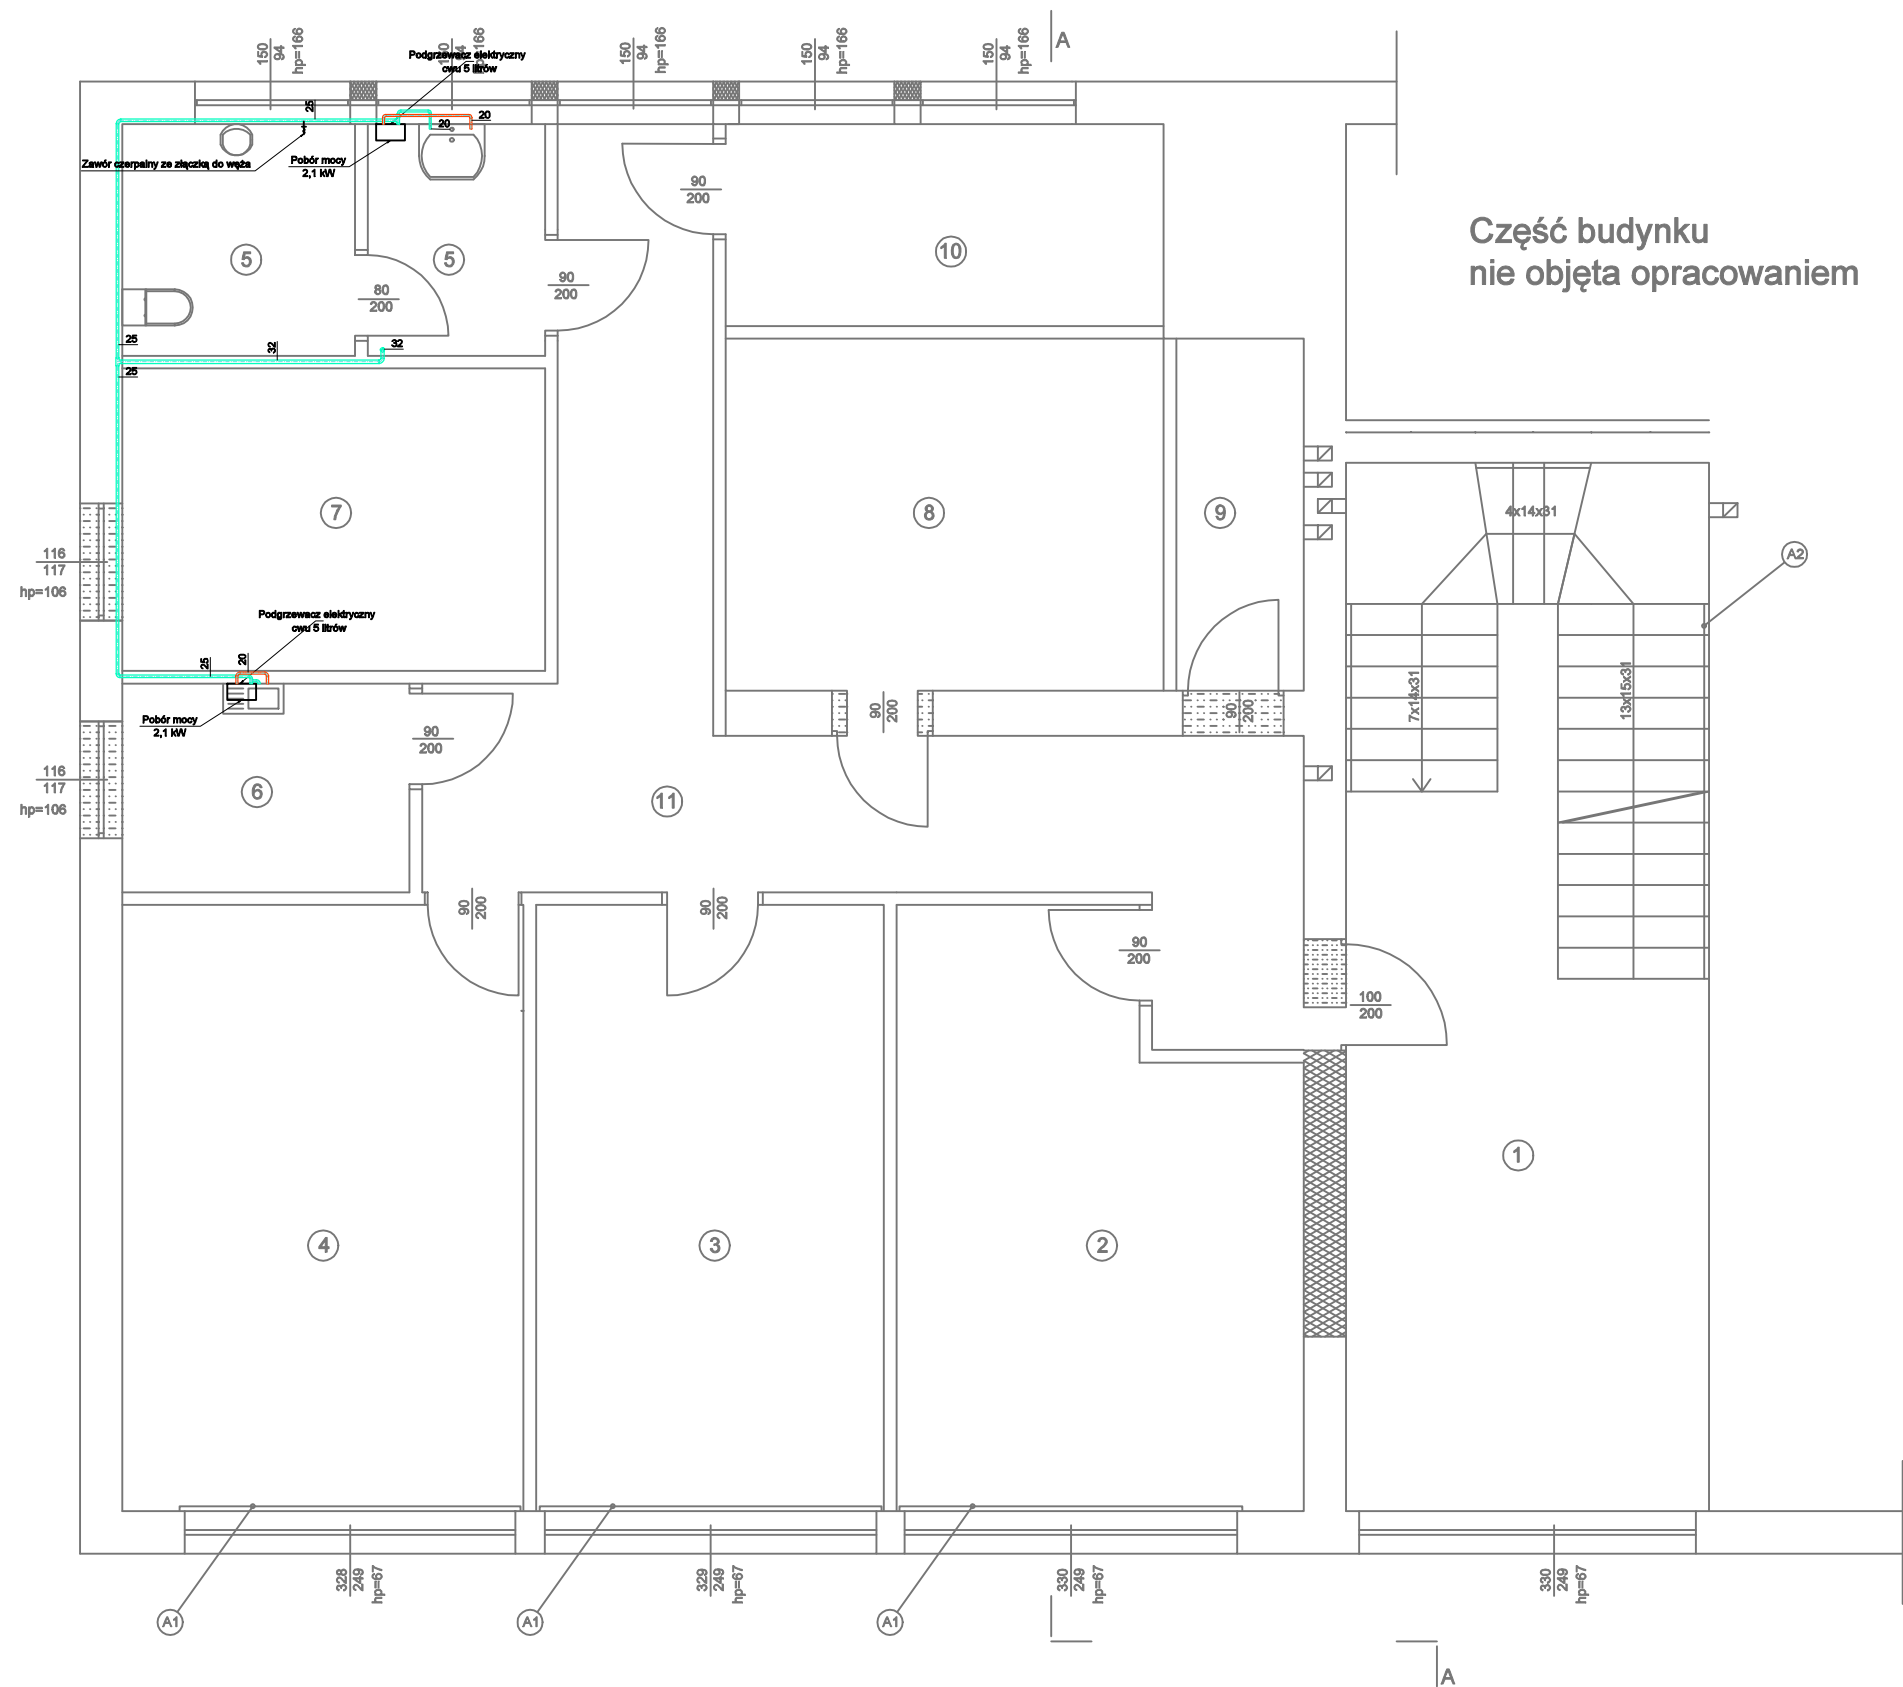 150
94
hp=166
150
94
hp=166
150
94
hp=166
150
94
hp=166
150
94
hp=166
A
Podgrzewacz elektryczny
cwu 5 litrów
25
20
20
Zawór czerpalny ze złączką do węża
Pobór mocy
2,1 kW
90
200
Część budynku
nie objęta opracowaniem
5
5
10
80
200
90
200
25
32
32
25
7
8
9
4x14x31
A2
116
117
hp=106
Podgrzewacz elektryczny
cwu 5 litrów
25
20
Pobór mocy
2,1 kW
90
200
90
200
90
200
7x14x31
13x15x31
116
117
hp=106
6
11
90
200
90
200
90
200
100
200
1
4
3
2
328
249
hp=67
329
249
hp=67
330
249
hp=67
330
249
hp=67
A1
A1
A1
A